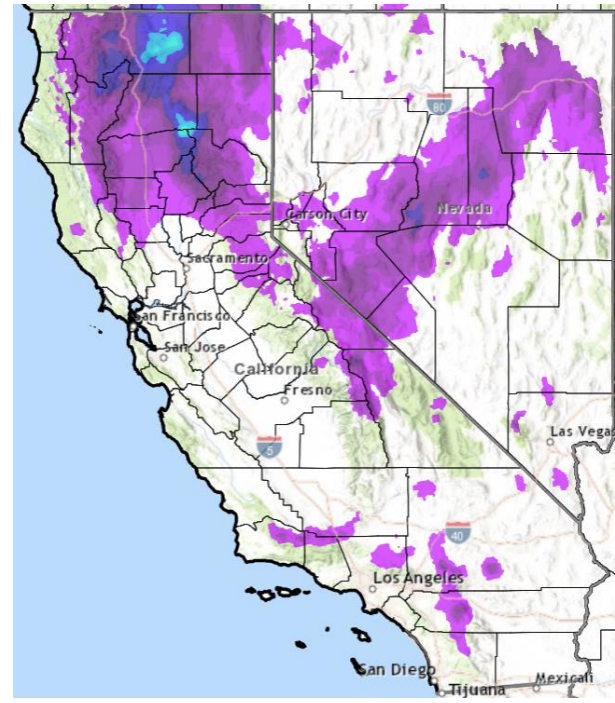 80
Carson City
Nevada
Sacramento
San Francisco
San Jose
California
Fresno
5
Las Vegas
40
Los Angeles
San Diego
Tijuana
Mexicali